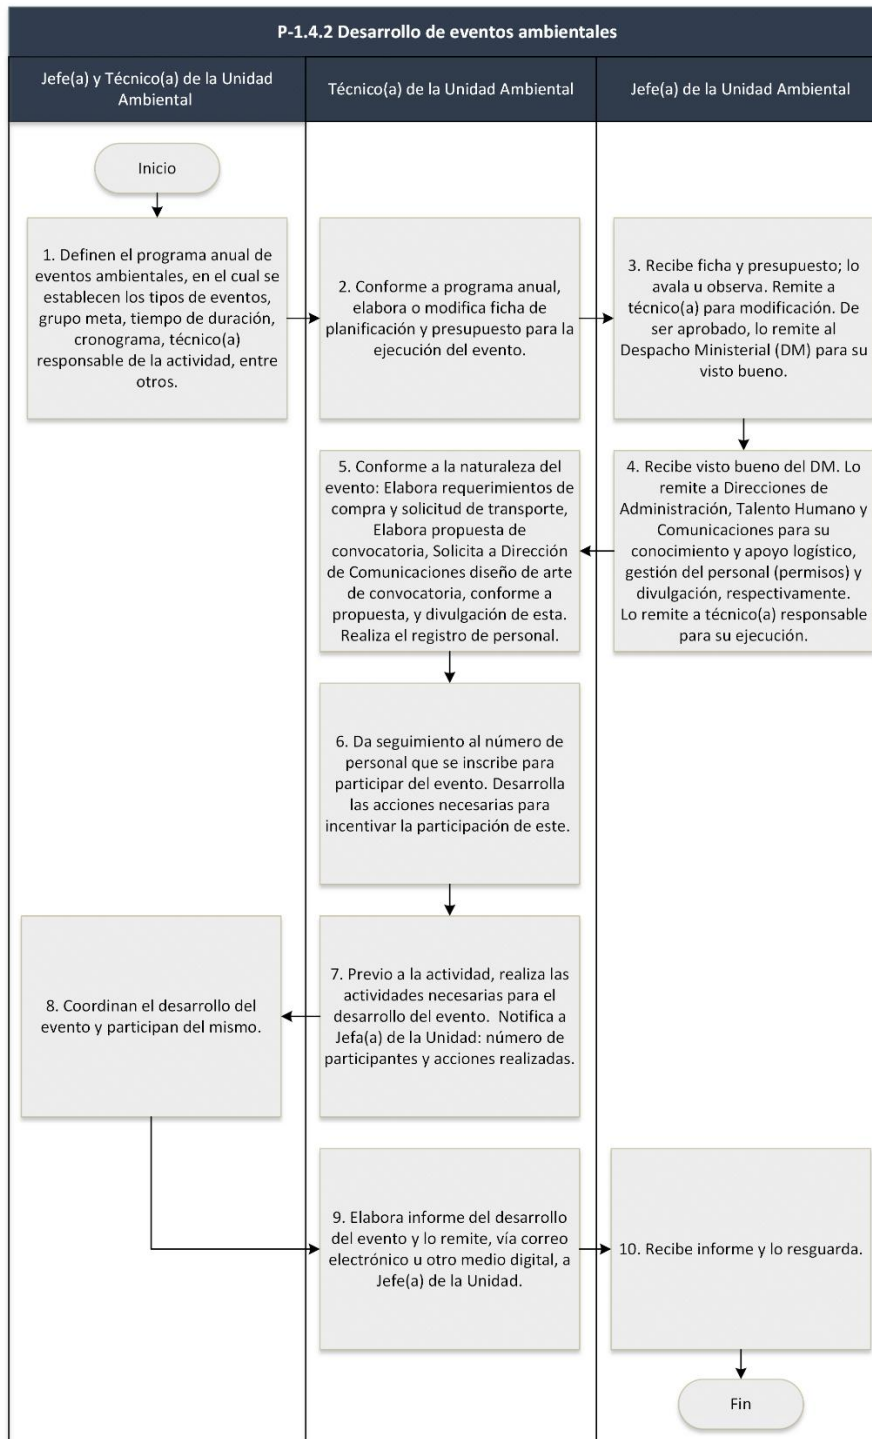 P-1.4.2 Desarrollo de eventos ambientales
Jefe(a) y Técnico(a) de la Unidad
Ambiental
Técnico(a) de la Unidad Ambiental
Jefe(a) de la Unidad Ambiental
Inicio
1. Definen el programa anual de
eventos ambientales, en el cual se
establecen los tipos de eventos,
grupo meta, tiempo de duración,
cronograma, técnico(a)
responsable de la actividad, entre
otros.
2. Conforme a programa anual,
elabora o modifica ficha de
planificación y presupuesto para la
ejecución del evento.
3. Recibe ficha y presupuesto; lo
avala u observa. Remite a
técnico(a) para modificación. De
ser aprobado, lo remite al
Despacho Ministerial (DM) para su
visto bueno.
4. Recibe visto bueno del DM. Lo
remite a Direcciones de
Administración, Talento Humano y
Comunicaciones para su
conocimiento y apoyo logístico,
gestión del personal (permisos) y
divulgación, respectivamente.
Lo remite a técnico(a) responsable
para su ejecución.
5. Conforme a la naturaleza del
evento: Elabora requerimientos de
compra y solicitud de transporte,
Elabora propuesta de
convocatoria, Solicita a Dirección
de Comunicaciones diseño de arte
de convocatoria, conforme a
propuesta, y divulgación de esta.
Realiza el registro de personal.
6. Da seguimiento al número de
personal que se inscribe para
participar del evento. Desarrolla
las acciones necesarias para
incentivar la participación de este.
7. Previo a la actividad, realiza las
actividades necesarias para el
desarrollo del evento. Notifica a
Jefa(a) de la Unidad: número de
participantes y acciones realizadas.
8. Coordinan el desarrollo del
evento y participan del mismo.
9. Elabora informe del desarrollo
del evento y lo remite, vía correo
electrónico u otro medio digital, a
Jefe(a) de la Unidad.
10. Recibe informe y lo resguarda.
Fin